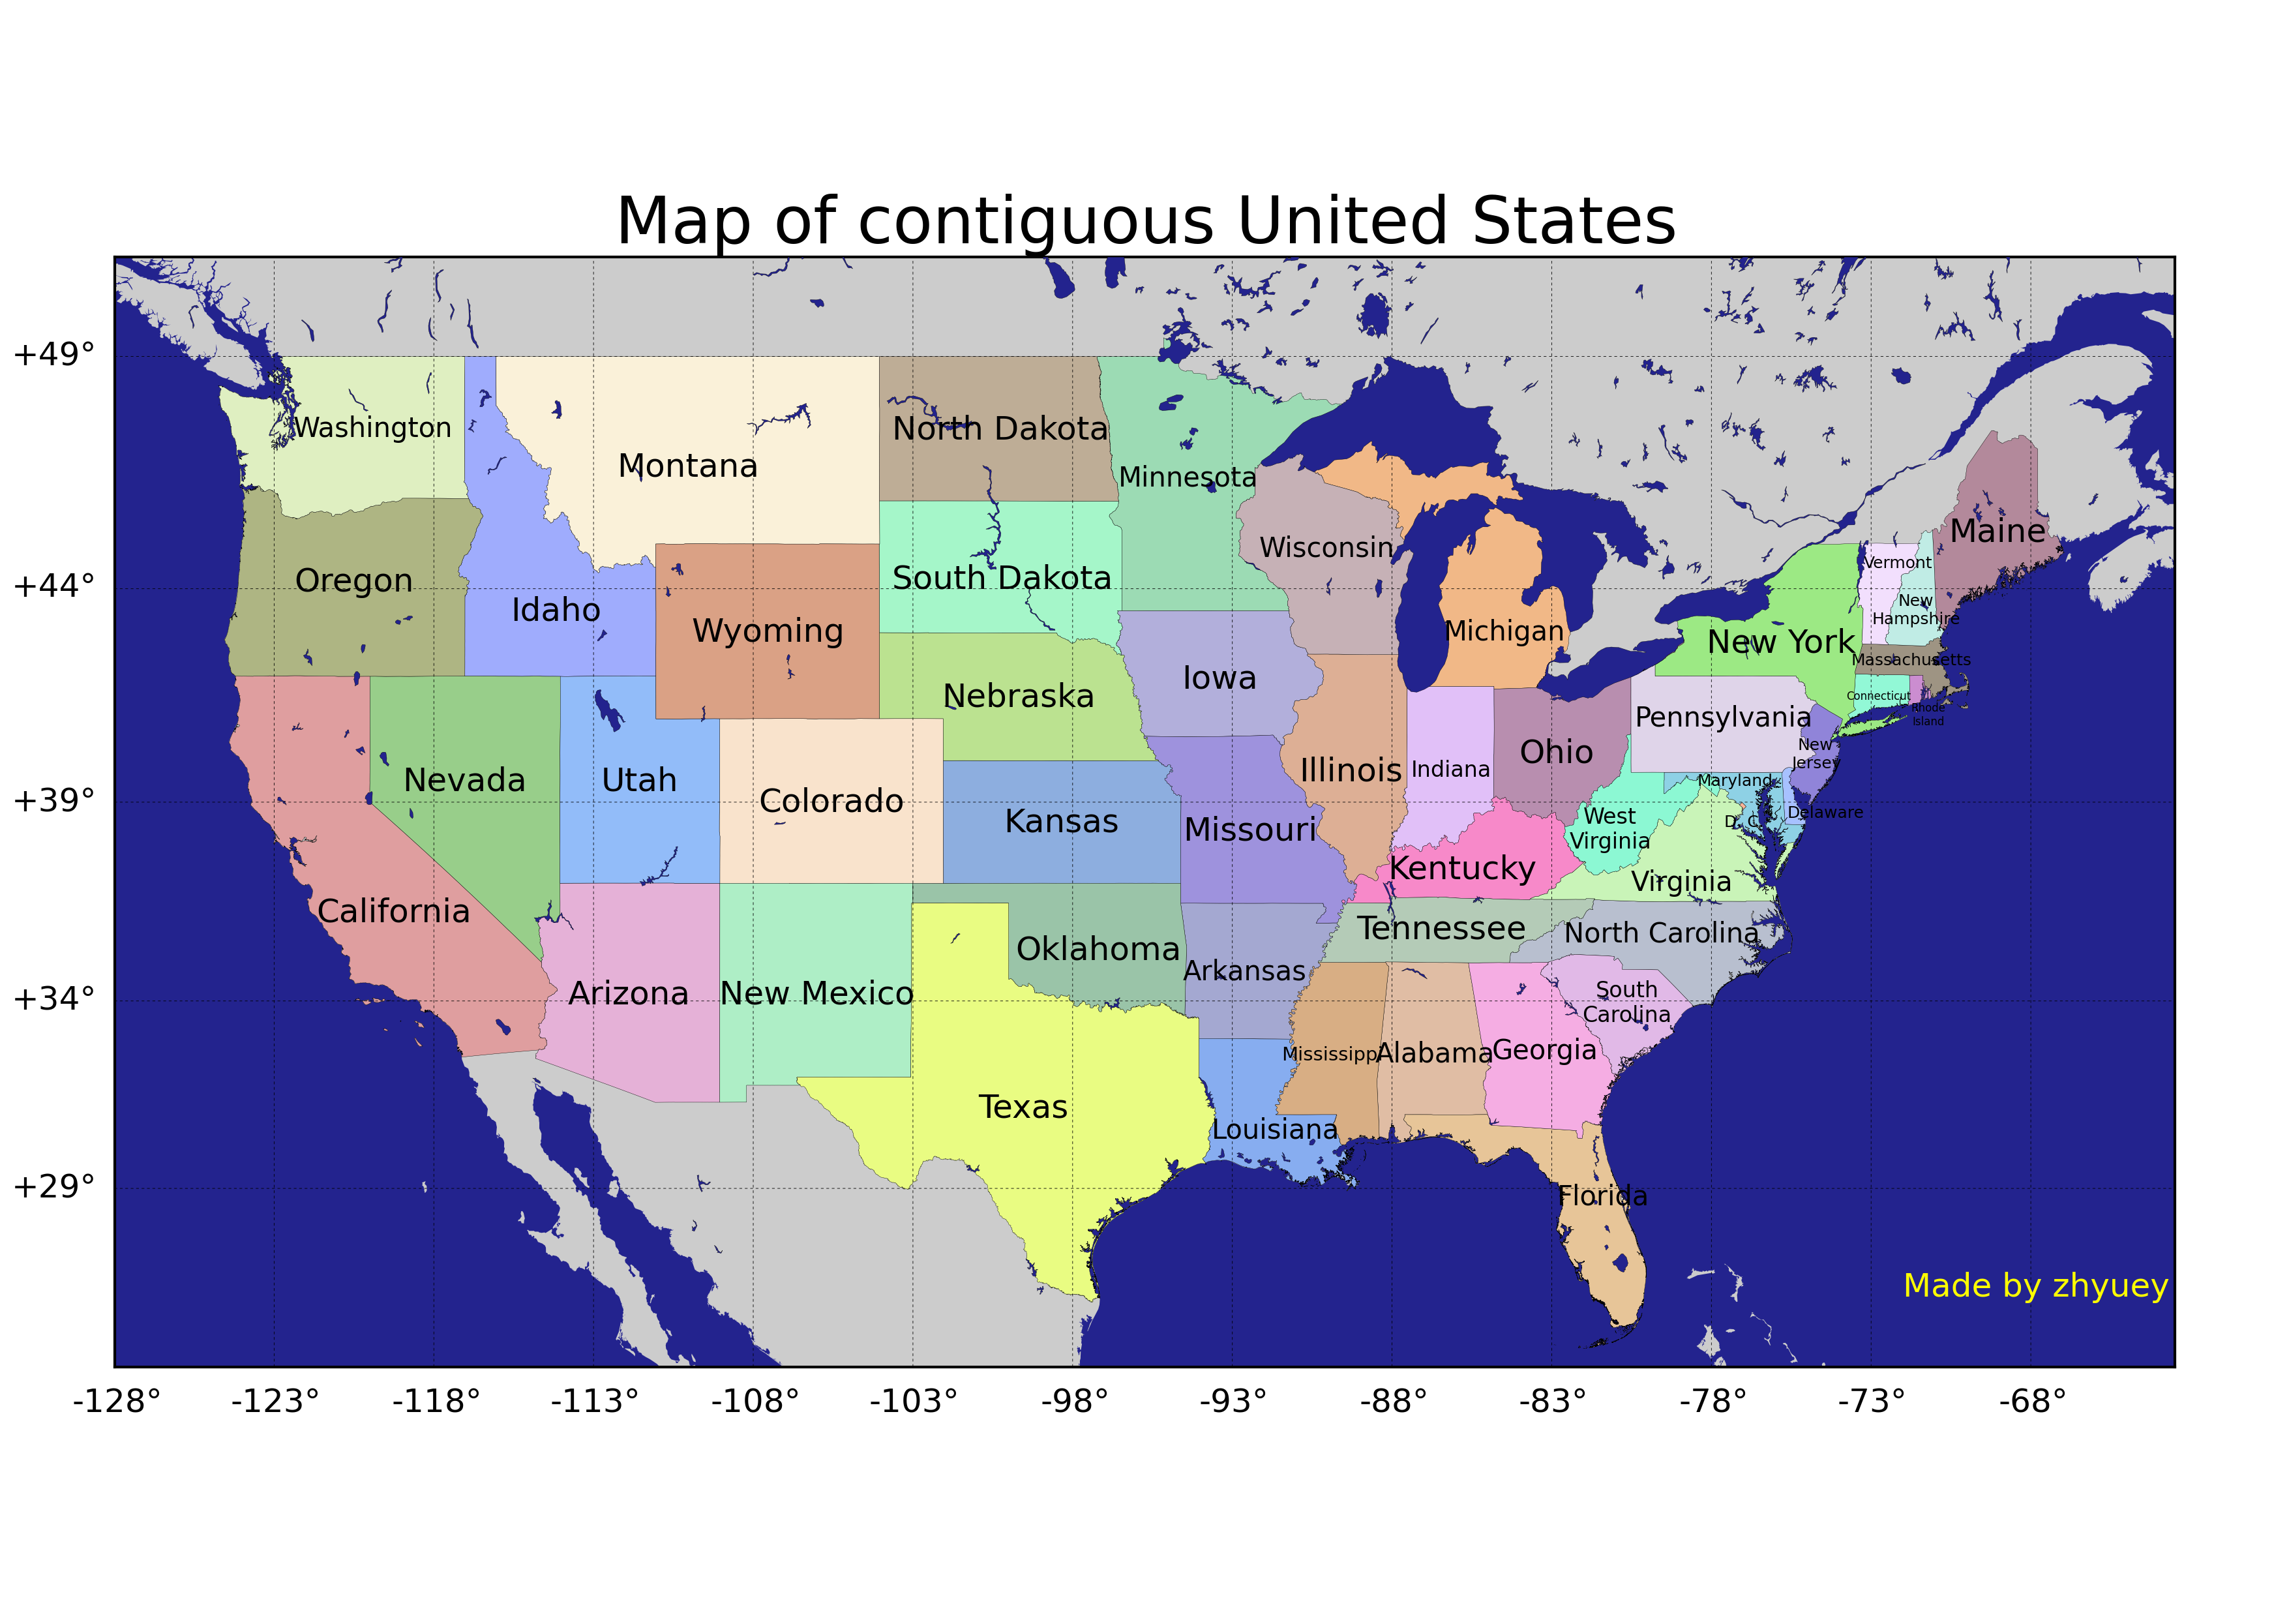 Map of contiguous United States
+49°
+44°
+39°
+34°
+29°
Washington
Montana
North Dakota
Minnesota
Oregon
Idaho
Wyoming
South Dakota
Wisconsin
Michigan
Maine
Vermont
New
Hampshire
New York
Massachusetts
Connecticut
Rhode
Island
Nebraska
Iowa
Pennsylvania
New
Jersey
Nevada
Utah
Colorado
Kansas
Missouri
Illinois
Indiana
Ohio
Maryland
Delaware
D. C.
West
Virginia
Kentucky
Virginia
California
Arizona
New Mexico
Oklahoma
Arkansas
Tennessee
North Carolina
South
Carolina
Texas
Louisiana
Mississippi
Alabama
Georgia
Florida
Made by zhyuey
-128°
-123°
-118°
-113°
-108°
-103°
-98°
-93°
-88°
-83°
-78°
-73°
-68°